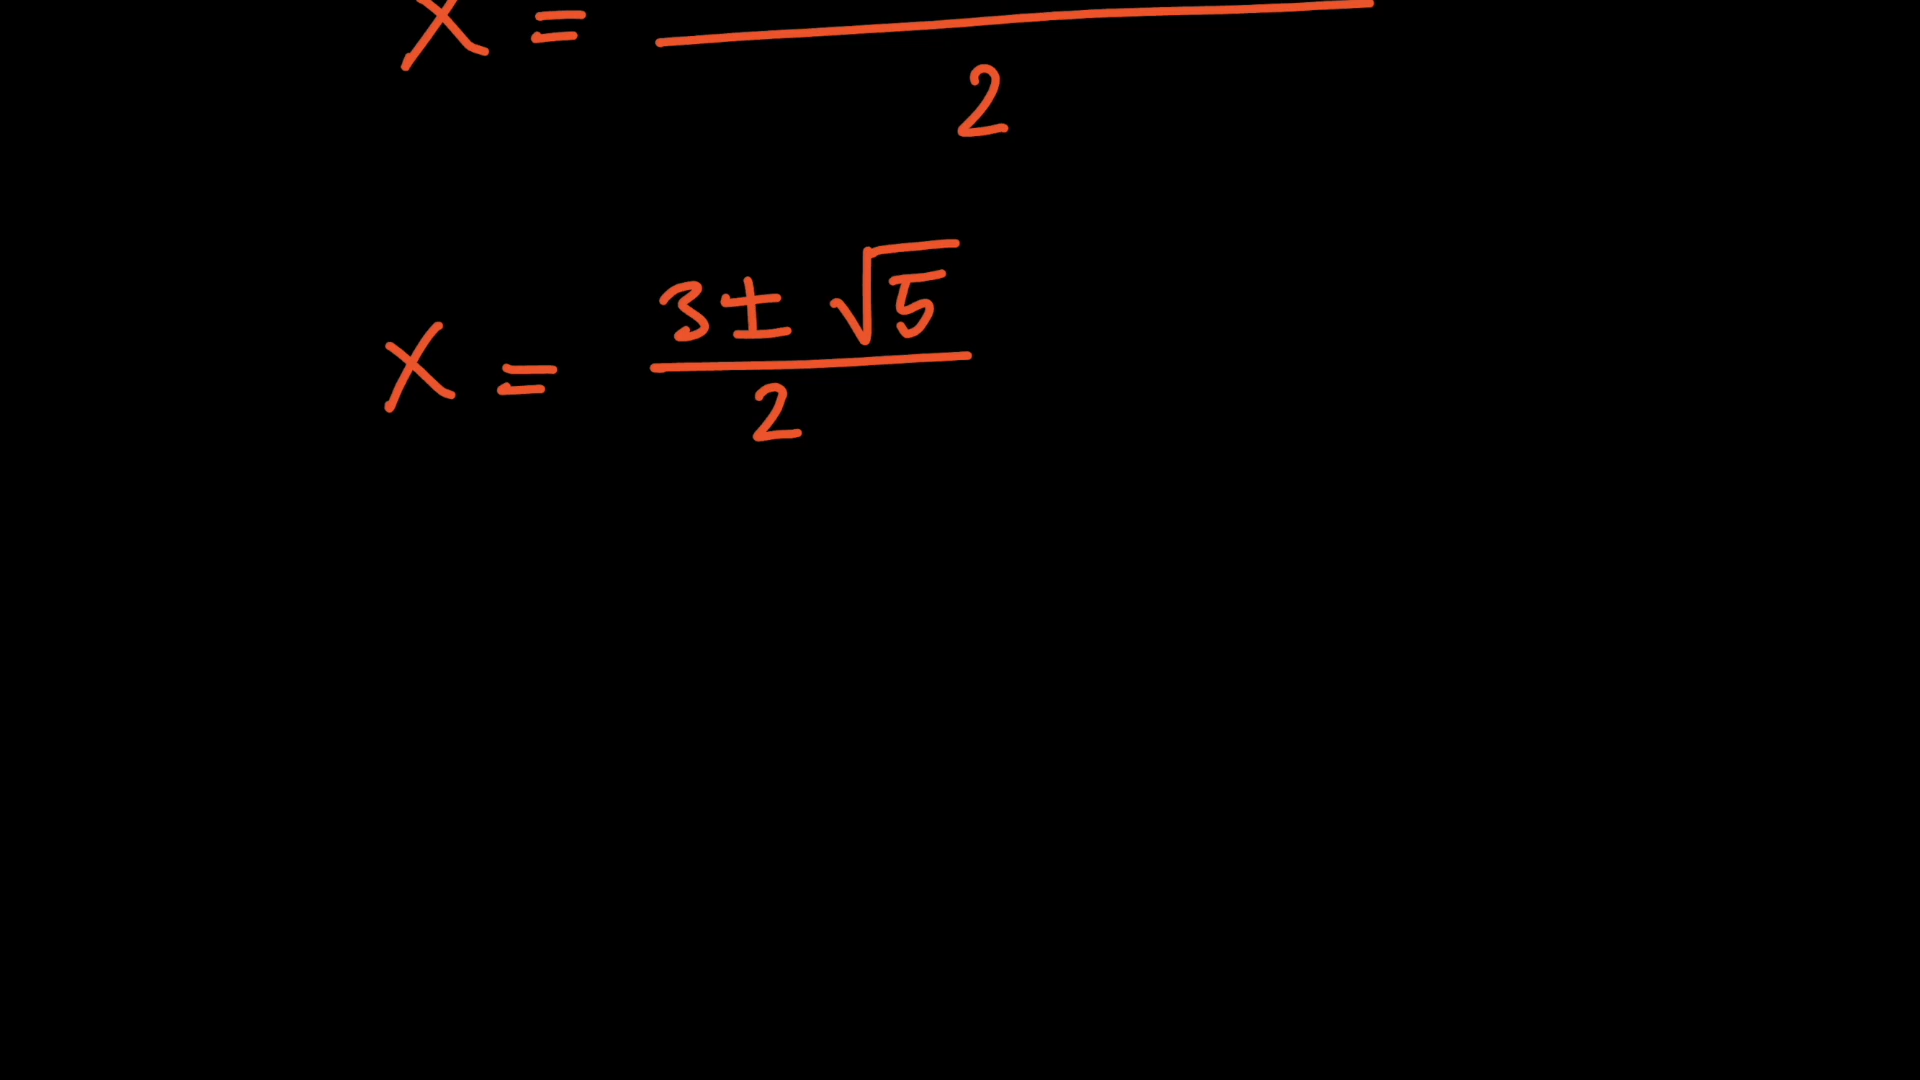 x = ―
2
x = (3 ± √5) / 2